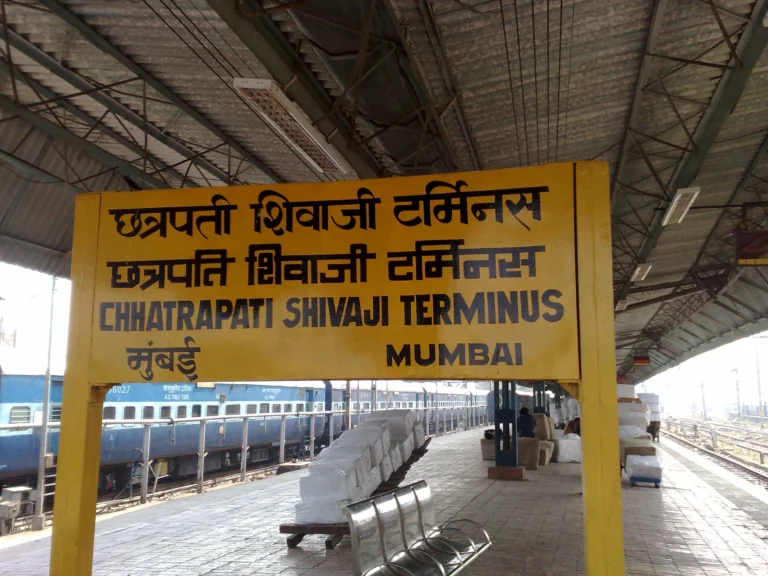 छत्रपती शिवाजी टर्मिनस
छत्रपति शिवाजी टर्मिनस
CHHATRAPATI SHIVAJI TERMINUS
मुंबई MUMBAI